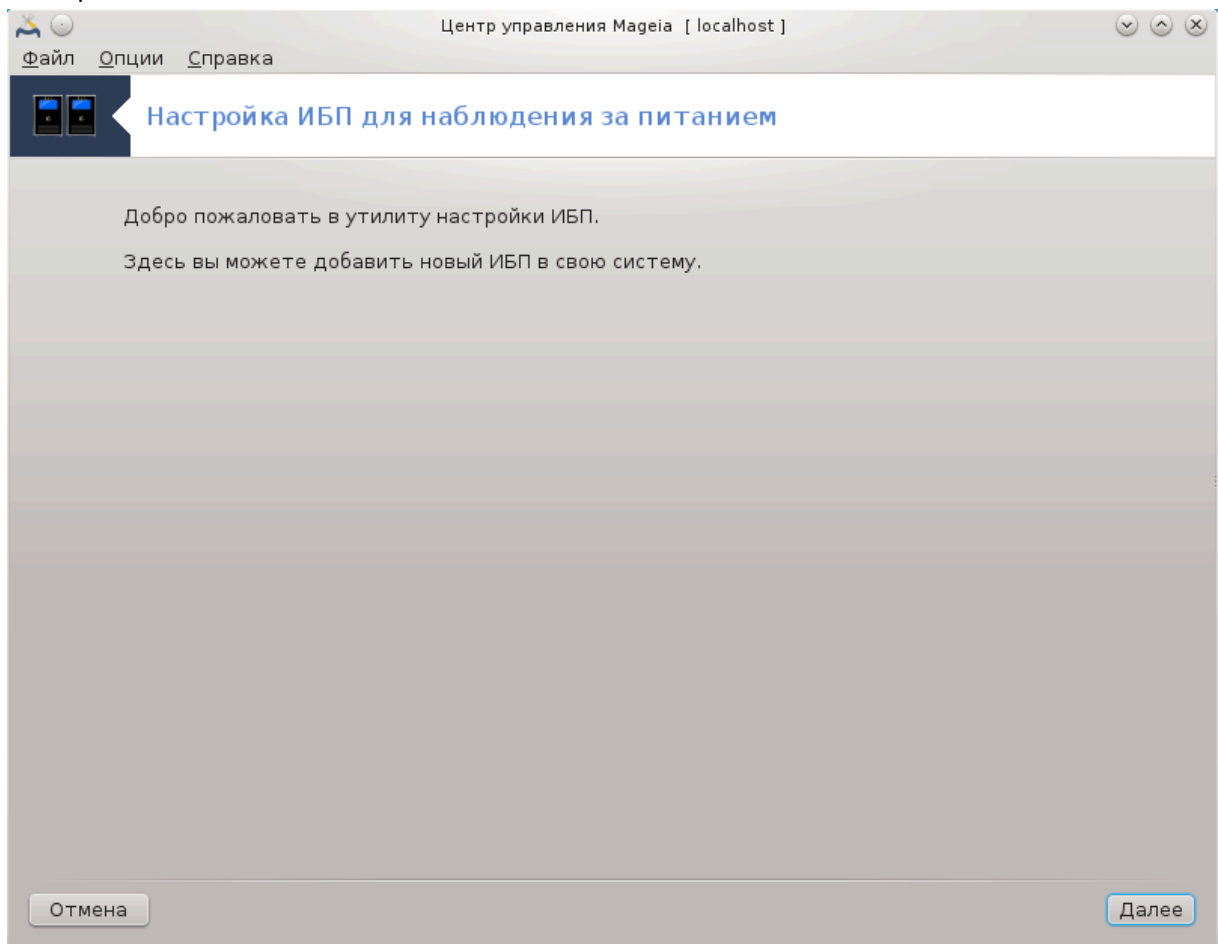 Центр управления Mageia [ localhost ]
Файл Опции Справка
Настройка ИБП для наблюдения за питанием
Добро пожаловать в утилиту настройки ИБП.
Здесь вы можете добавить новый ИБП в свою систему.
Отмена Далее